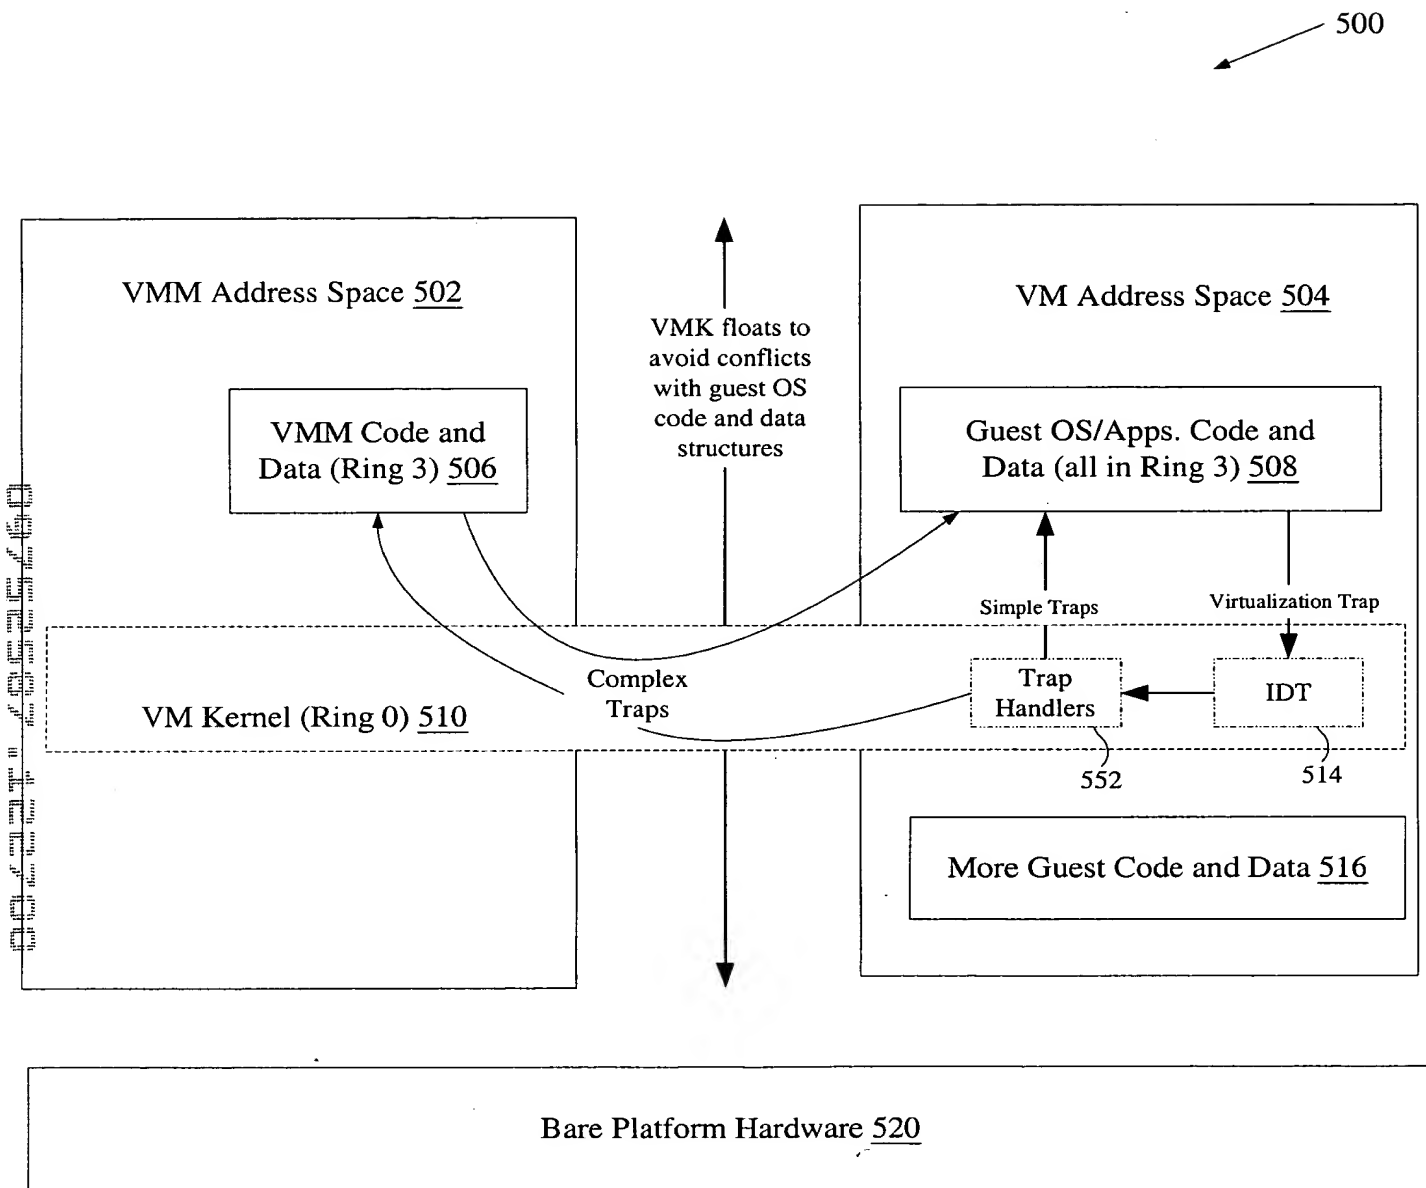 500
VMM Address Space 502
VM Address Space 504
VMK floats to
avoid conflicts
with guest OS
code and data
structures
VMM Code and
Data (Ring 3) 506
Guest OS/Apps. Code and
Data (all in Ring 3) 508
Simple Traps
Virtualization Trap
Complex
Traps
VM Kernel (Ring 0) 510
Trap
Handlers
IDT
552
514
More Guest Code and Data 516
Bare Platform Hardware 520